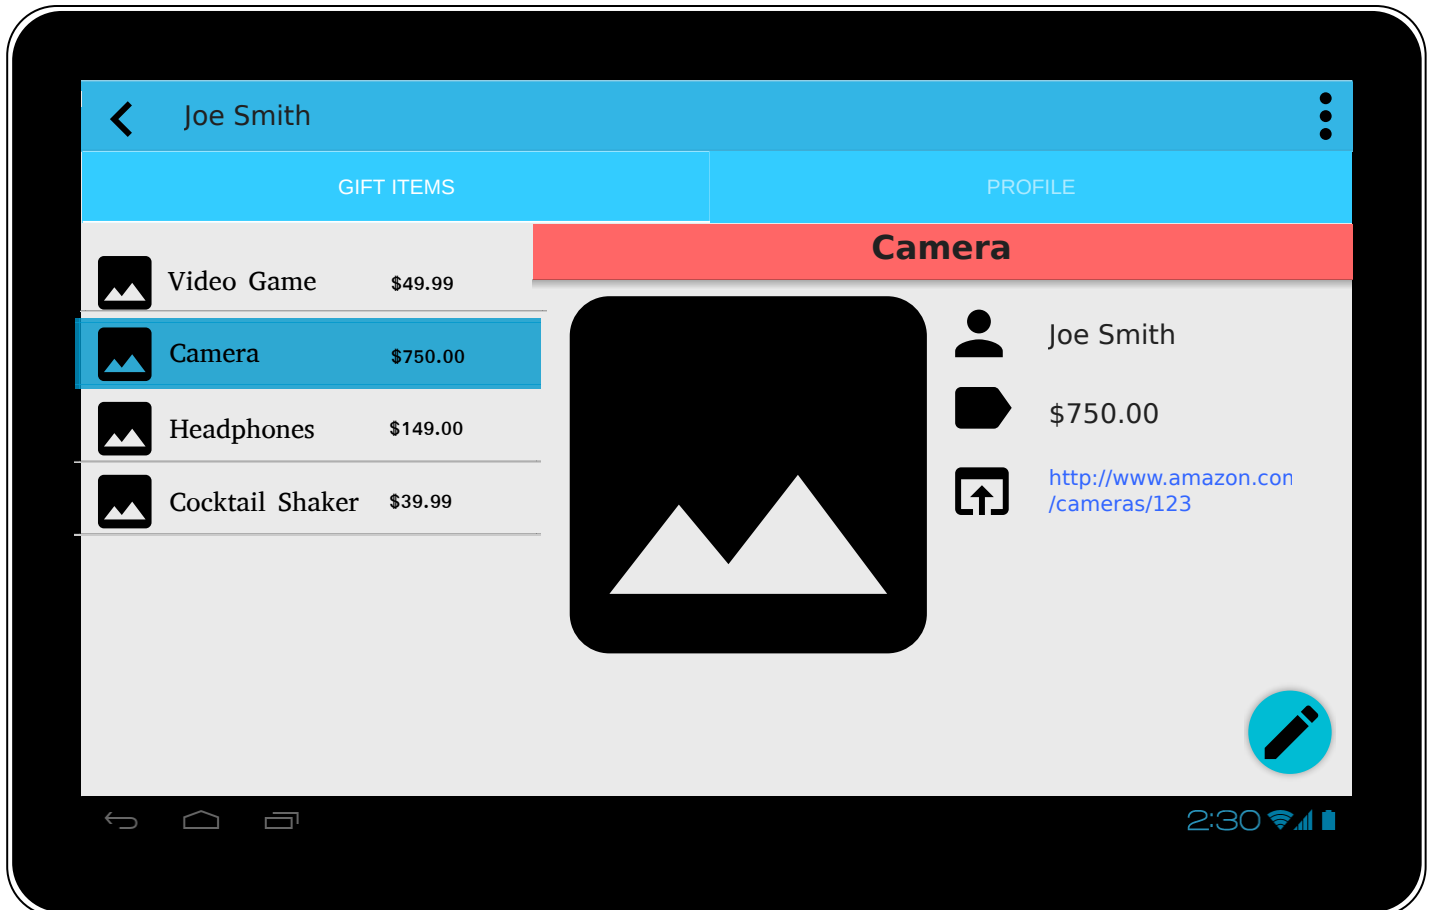 Joe Smith
GIFT ITEMS
PROFILE
Video Game $49.99
Camera $750.00
Headphones $149.00
Cocktail Shaker $39.99
Camera
Joe Smith
$750.00
http://www.amazon.con
/cameras/123
2:30